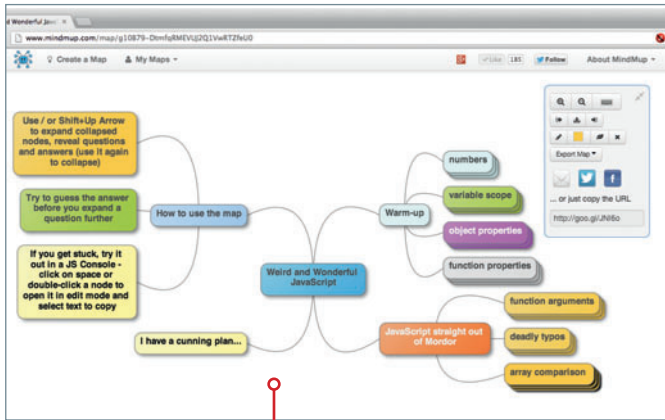 d Wonderful Java
www.mindmup.com/map/g10879-DtmfqRMEVUJ2Q1VwRTZfeU0
Create a Map My Maps Like 185 Follow About MindMup
Use / or Shift+Up Arrow
to expand collapsed
nodes, reveal questions
and answers (use it again
to collapse)
Try to guess the answer
before you expand a
question further
If you get stuck, try it
out in a JS Console -
click on space or
double-click a node to
open it in edit mode and
select text to copy
How to use the map
I have a cunning plan...
Weird and Wonderful
JavaScript
Warm-up
numbers
variable scope
object properties
function properties
JavaScript straight out
of Mordor
function arguments
deadly typos
array comparison
Export Map
... or just copy the URL
http://goo.gl/JNI6o